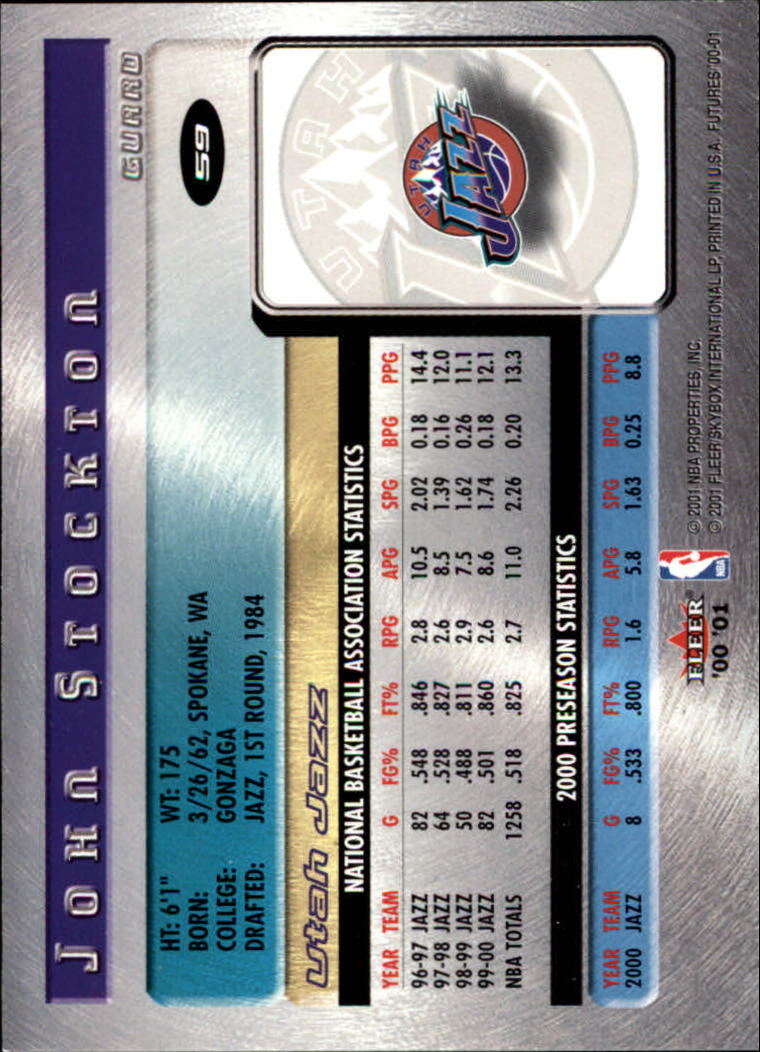 JOHN STOCKTON
GUARD
59
HT: 6'1" WT: 175
BORN: 3/26/62, SPOKANE, WA
COLLEGE: GONZAGA
DRAFTED: JAZZ, 1ST ROUND, 1984
UTAH
JAZZ
UTAH
Utah Jazz
NATIONAL BASKETBALL ASSOCIATION STATISTICS
YEAR TEAM G FG% FT% RPG APG SPG BPG PPG
96-97 JAZZ 82 .548 .846 2.8 10.5 2.02 0.18 14.4
97-98 JAZZ 64 .528 .827 2.6 8.5 1.39 0.16 12.0
98-99 JAZZ 50 .488 .811 2.9 7.5 1.62 0.26 11.1
99-00 JAZZ 82 .501 .860 2.6 8.6 1.74 0.18 12.1
NBA TOTALS 1258 .518 .825 2.7 11.0 2.26 0.20 13.3
2000 PRESEASON STATISTICS
YEAR TEAM G FG% FT% RPG APG SPG BPG PPG
2000 JAZZ 8 .533 .800 1.6 5.8 1.63 0.25 8.8
FLEER
'00 '01
NBA
© 2001 NBA PROPERTIES, INC.
© 2001 FLEER/SKYBOX INTERNATIONAL LP, PRINTED IN U.S.A. FUTURES '00-01